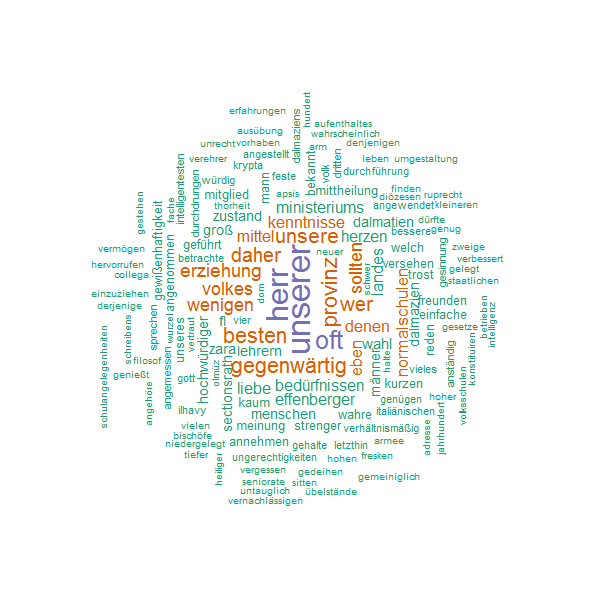 erfahrungen
hundert
dalmaziens
aufenthaltes
ausübung
wahrscheinlich
unrecht
vorhaben
arm
denjenigen
verehrer
angestellt
bekannt
volk
dritten
leben
umgestaltung
intelligentesten
krypta
feste
durchführung
durchdrungen
würdig
mann
mittheilung
finden
diözesen
ruprecht
mitglied
apsis
angewendet
kleineren
thorheit
ministeriums
gestehen
gewißenhaftigkeit
fache
zustand
kenntnisse
dalmatien
dürfte
groß
mittel
unsere
herzen
bessere
genug
vermögen
angenommen
geführt
neuer
welch
gesinnung
zweige
betrachte
daher
sollten
landes
versehen
verbessert
hervorrufen
erziehung
herr
unserer
provinz
schwer
trost
gelegt
collega
volkes
dom
staatlichen
einzuziehen
wenigen
wer
normalschulen
dalmazien
freunden
derjenige
sprechen
wurzel
unseres
fl
vier
einfache
schreibens
vertraut
besten
oft
denen
gesetze
betrieben
intelligenz
schulangelegenheiten
filosof
zara
lehrern
eben
wahl
reden
hochwürdiger
sectionsrath
gegenwärtig
halte
männer
vieles
anständig
konstituiren
genießt
angemessen
gott
olmüz
liebe
bedürfnissen
kurzen
angehöre
kaum
effenberger
genügen
hoher
volksschulen
ilhavy
menschen
wahre
italiänischen
vielen
meinung
strenger
verhältnismäßig
adresse
jahrhundert
bischöfe
niedergelegt
annehmen
gehalte
letzthin
armee
tiefer
heiliger
ungerechtigkeiten
hohen
fresken
vergessen
gedeihen
gemeiniglich
seniorate
sitten
untauglich
übelstände
vernachlässigen